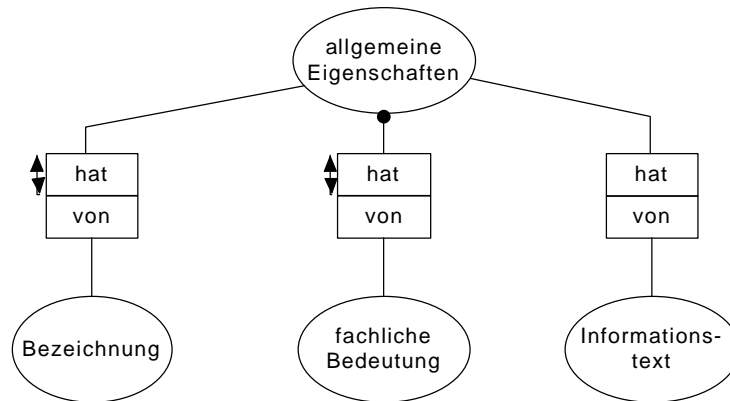 allgemeine
Eigenschaften
hat
von
hat
von
hat
von
Bezeichnung
fachliche
Bedeutung
Informations-
text